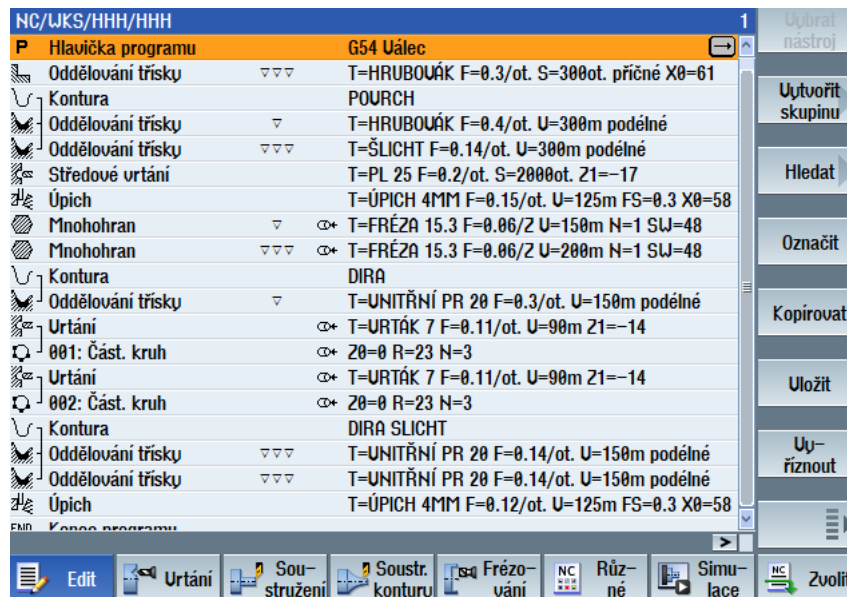 NC/WKS/HHH/HHH 1
P Hlavička programu G54 Válec
Oddělování třísky ▽▽▽ T=HRUBOVÁK F=0.3/ot. S=300ot. příčné X0=61
Kontura POVRCH
Oddělování třísky ▽ T=HRUBOVÁK F=0.4/ot. V=300m podélné
Oddělování třísky ▽▽▽ T=ŠLICHT F=0.14/ot. V=300m podélné
Středové vrtání T=PL 25 F=0.2/ot. S=2000ot. Z1=-17
Úpich T=ÚPICH 4MM F=0.15/ot. V=125m FS=0.3 X0=58
Mnohohran ▽ T=FRÉZA 15.3 F=0.06/Z V=150m N=1 SW=48
Mnohohran ▽▽▽ T=FRÉZA 15.3 F=0.06/Z V=200m N=1 SW=48
Kontura DIRA
Oddělování třísky ▽ T=VNITŘNÍ PR 20 F=0.3/ot. V=150m podélné
Vrtání T=VRTÁK 7 F=0.11/ot. V=90m Z1=-14
001: Část. kruh Z0=0 R=23 N=3
Vrtání T=VRTÁK 7 F=0.11/ot. V=90m Z1=-14
002: Část. kruh Z0=0 R=23 N=3
Kontura DIRA SLICHT
Oddělování třísky ▽▽▽ T=VNITŘNÍ PR 20 F=0.14/ot. V=150m podélné
Oddělování třísky ▽▽▽ T=VNITŘNÍ PR 20 F=0.14/ot. V=150m podélné
Úpich T=ÚPICH 4MM F=0.12/ot. V=125m FS=0.3 X0=58
END Konec programu
Vybrat
nástroj
Vytvořit
skupinu
Hledat
Označit
Kopírovat
Vložit
Vy-
říznout
Edit
Vrtání
Sou-
stružení
Soustr.
konturu
Frézo-
vání
NC
Růz-
né
Simu-
lace
NC
Zvolit